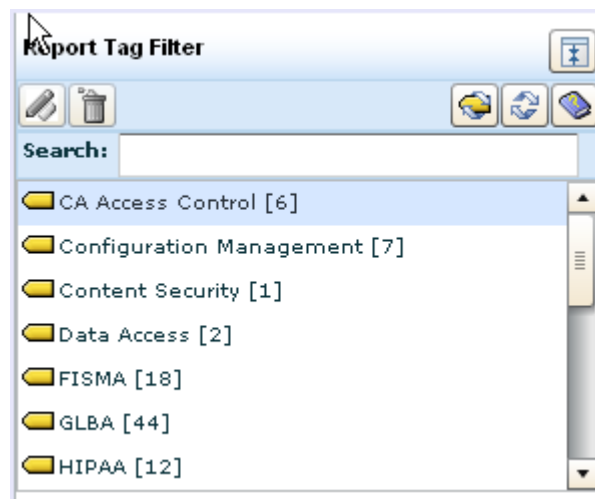 Report Tag Filter
Search:
CA Access Control [6]
Configuration Management [7]
Content Security [1]
Data Access [2]
FISMA [18]
GLBA [44]
HIPAA [12]